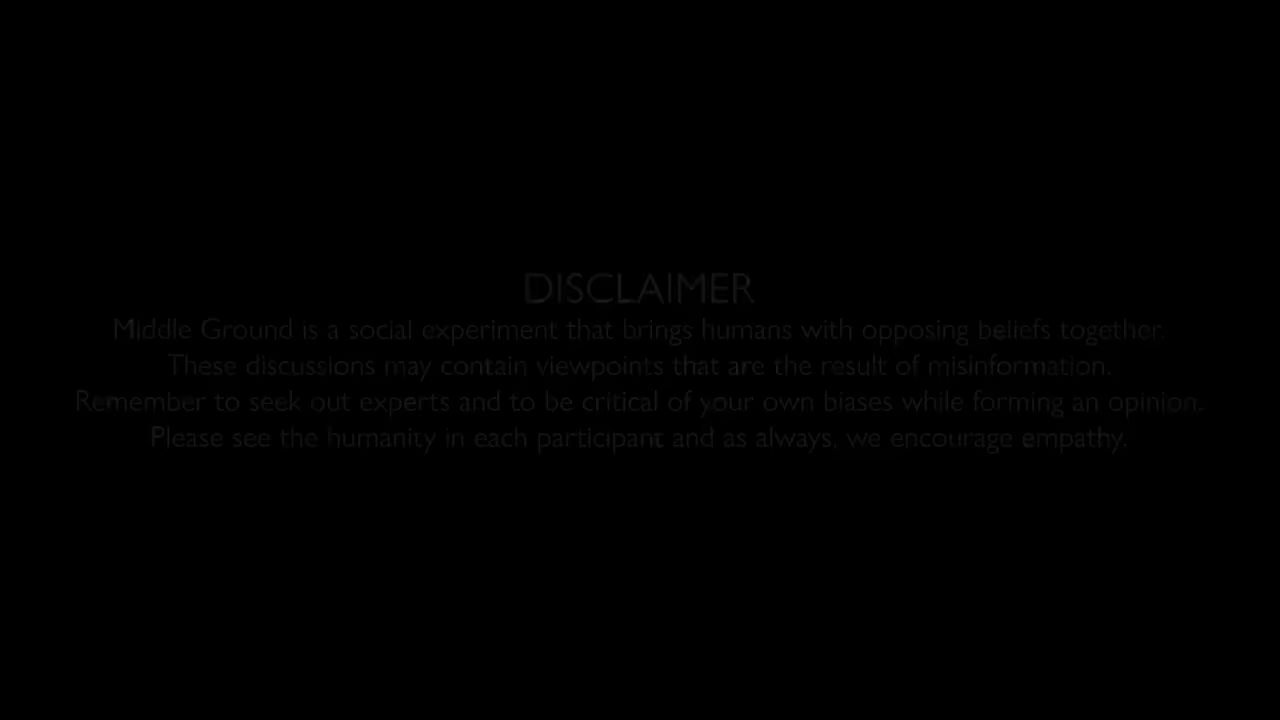 DISCLAIMER
Middle Ground is a social experiment that brings humans with opposing beliefs together.
These discussions may contain viewpoints that are the result of misinformation.
Remember to seek out experts and to be critical of your own biases while forming an opinion.
Please see the humanity in each participant and as always, we encourage empathy.